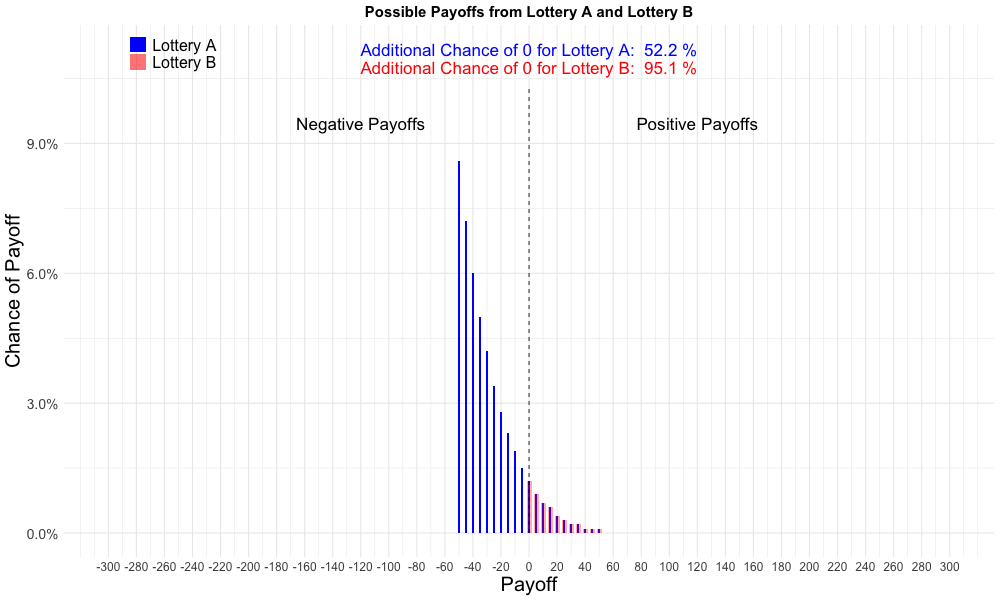 Possible Payoffs from Lottery A and Lottery B
Lottery A
Lottery B
Additional Chance of 0 for Lottery A: 52.2 %
Additional Chance of 0 for Lottery B: 95.1 %
Negative Payoffs
Positive Payoffs
Chance of Payoff
9.0%
6.0%
3.0%
0.0%
-300 -280 -260 -240 -220 -200 -180 -160 -140 -120 -100 -80 -60 -40 -20 0 20 40 60 80 100 120 140 160 180 200 220 240 260 280 300
Payoff